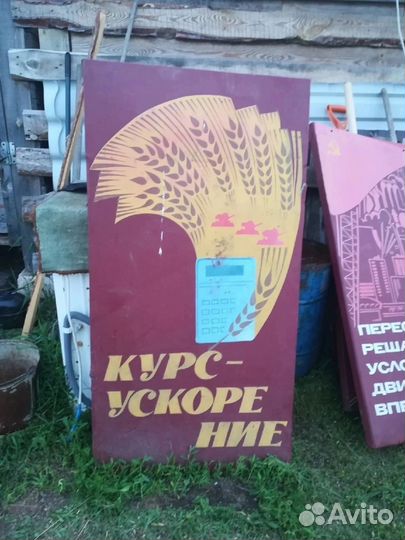 КУРС-
УСКОРЕ
НИЕ
ПЕРЕС
РЕША
УСЛО
ДВИ
ВПЕ
Avito